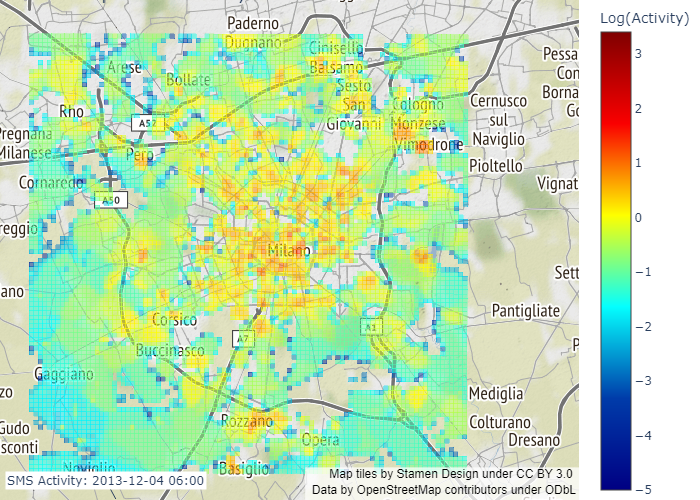 Log(Activity)
Paderno
Dugnano
Cinisello
Balsamo
Arese
Bollate
Sesto
San
Giovanni
Pessa
Con
Borna
Go
Rho
A52
Cologno
Monzese
Cernusco
sul
Naviglio
Pregnana
Milanese
Pero
Vimodrone
Pioltello
Cornaredo
A50
Vignat
reggio
Milano
Sett
ano
Corsico
A7
A1
Pantigliate
P
Buccinasco
Gaggiano
zo
Mediglia
Gudo
sconti
Rozzano
Opera
Colturano
Dresano
Noviglio
Basiglio
SMS Activity: 2013-12-04 06:00
Map tiles by Stamen Design under CC BY 3.0
Data by OpenStreetMap contributors under ODbL
3
2
1
0
−1
−2
−3
−4
−5